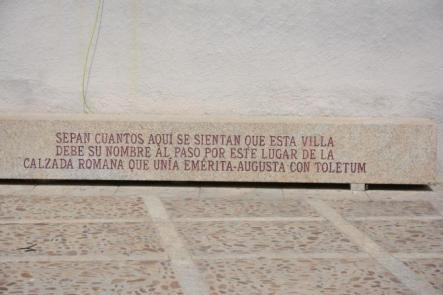 SEPAN CUANTOS AQUÍ SE SIENTAN QUE ESTA VILLA
DEBE SU NOMBRE AL PASO POR ESTE LUGAR DE LA
CALZADA ROMANA QUE UNÍA EMÉRITA-AUGUSTA CON TOLETUM